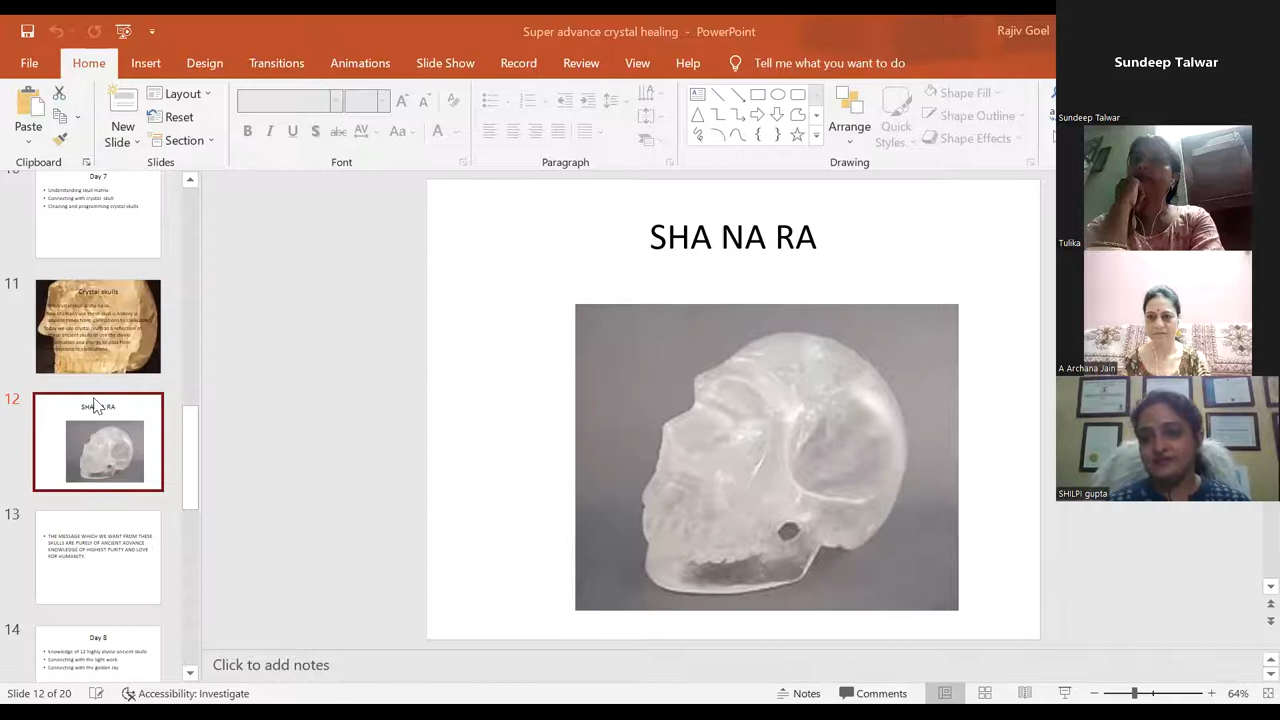 Super advance crystal healing - PowerPoint
Rajiv Goel
File Home Insert Design Transitions Animations Slide Show Record Review View Help Tell me what you want to do
Paste
New Slide
Layout
Reset
Section
B I U S abc AV Aa A
Arrange
Quick Styles
Shape Fill
Shape Outline
Shape Effects
Clipboard Slides Font Paragraph Drawing
Day 7
• Understanding skull matrix
• Connecting with crystal skull
• Cleaning and programming crystal skulls
11
Crystal skulls
12
13
• THE MESSAGE WHICH WE WANT FROM THESE
SKULLS ARE PURELY OF ANCIENT ADVANCE
KNOWLEDGE OF HIGHEST PURITY AND LOVE
FOR HUMANITY.
14
Day 8
• Knowledge of 12 highly divine ancient skulls
• Connecting with the light work
• Connecting with the golden ray
SHA NA RA
Click to add notes
Slide 12 of 20 Accessibility: Investigate Notes Comments 64%
Sundeep Talwar
Sundeep Talwar
Tulika
A Archana Jain
SHILPI gupta